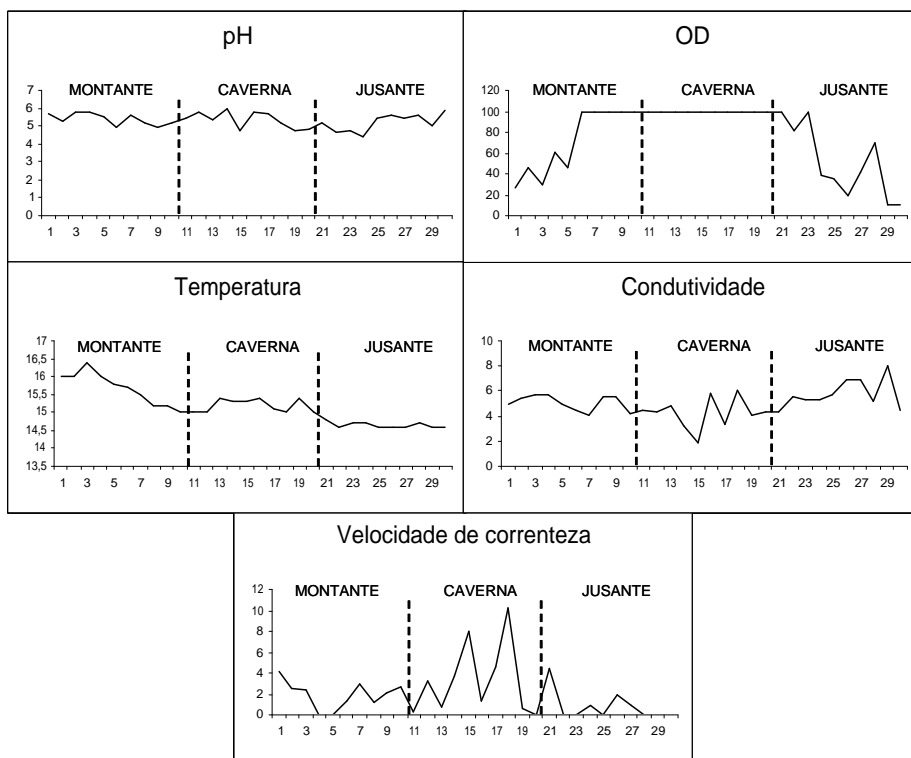 pH
MONTANTE CAVERNA JUSANTE
7
6
5
4
3
2
1
0
1 3 5 7 9 11 13 15 17 19 21 23 25 27 29
OD
MONTANTE CAVERNA JUSANTE
120
100
80
60
40
20
0
1 3 5 7 9 11 13 15 17 19 21 23 25 27 29
Temperatura
MONTANTE CAVERNA JUSANTE
17
16,5
16
15,5
15
14,5
14
13,5
1 3 5 7 9 11 13 15 17 19 21 23 25 27 29
Condutividade
MONTANTE CAVERNA JUSANTE
10
8
6
4
2
0
1 3 5 7 9 11 13 15 17 19 21 23 25 27 29
Velocidade de correnteza
MONTANTE CAVERNA JUSANTE
12
10
8
6
4
2
0
1 3 5 7 9 11 13 15 17 19 21 23 25 27 29